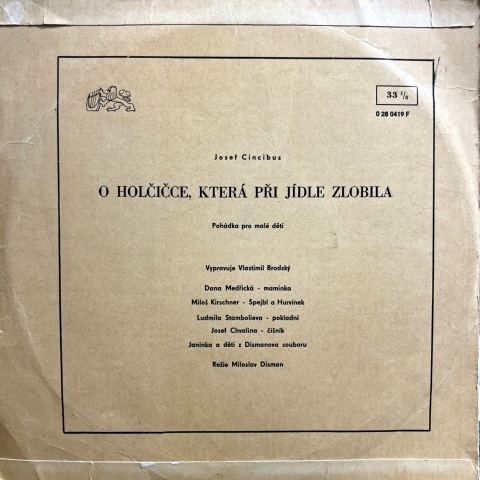 33 1/3
0 28 0419 F
Josef Cincibus
O HOLČIČCE, KTERÁ PŘI JÍDLE ZLOBILA
Pohádka pro malé děti
Vypravuje Vlastimil Brodský
Dana Medřická - maminka
Miloš Kirschner - Spejbl a Hurvínek
Ludmila Stambolieva - pokladní
Josef Chvalina - číšník
Janinka a děti z Dismanova souboru
Režie Miloslav Disman